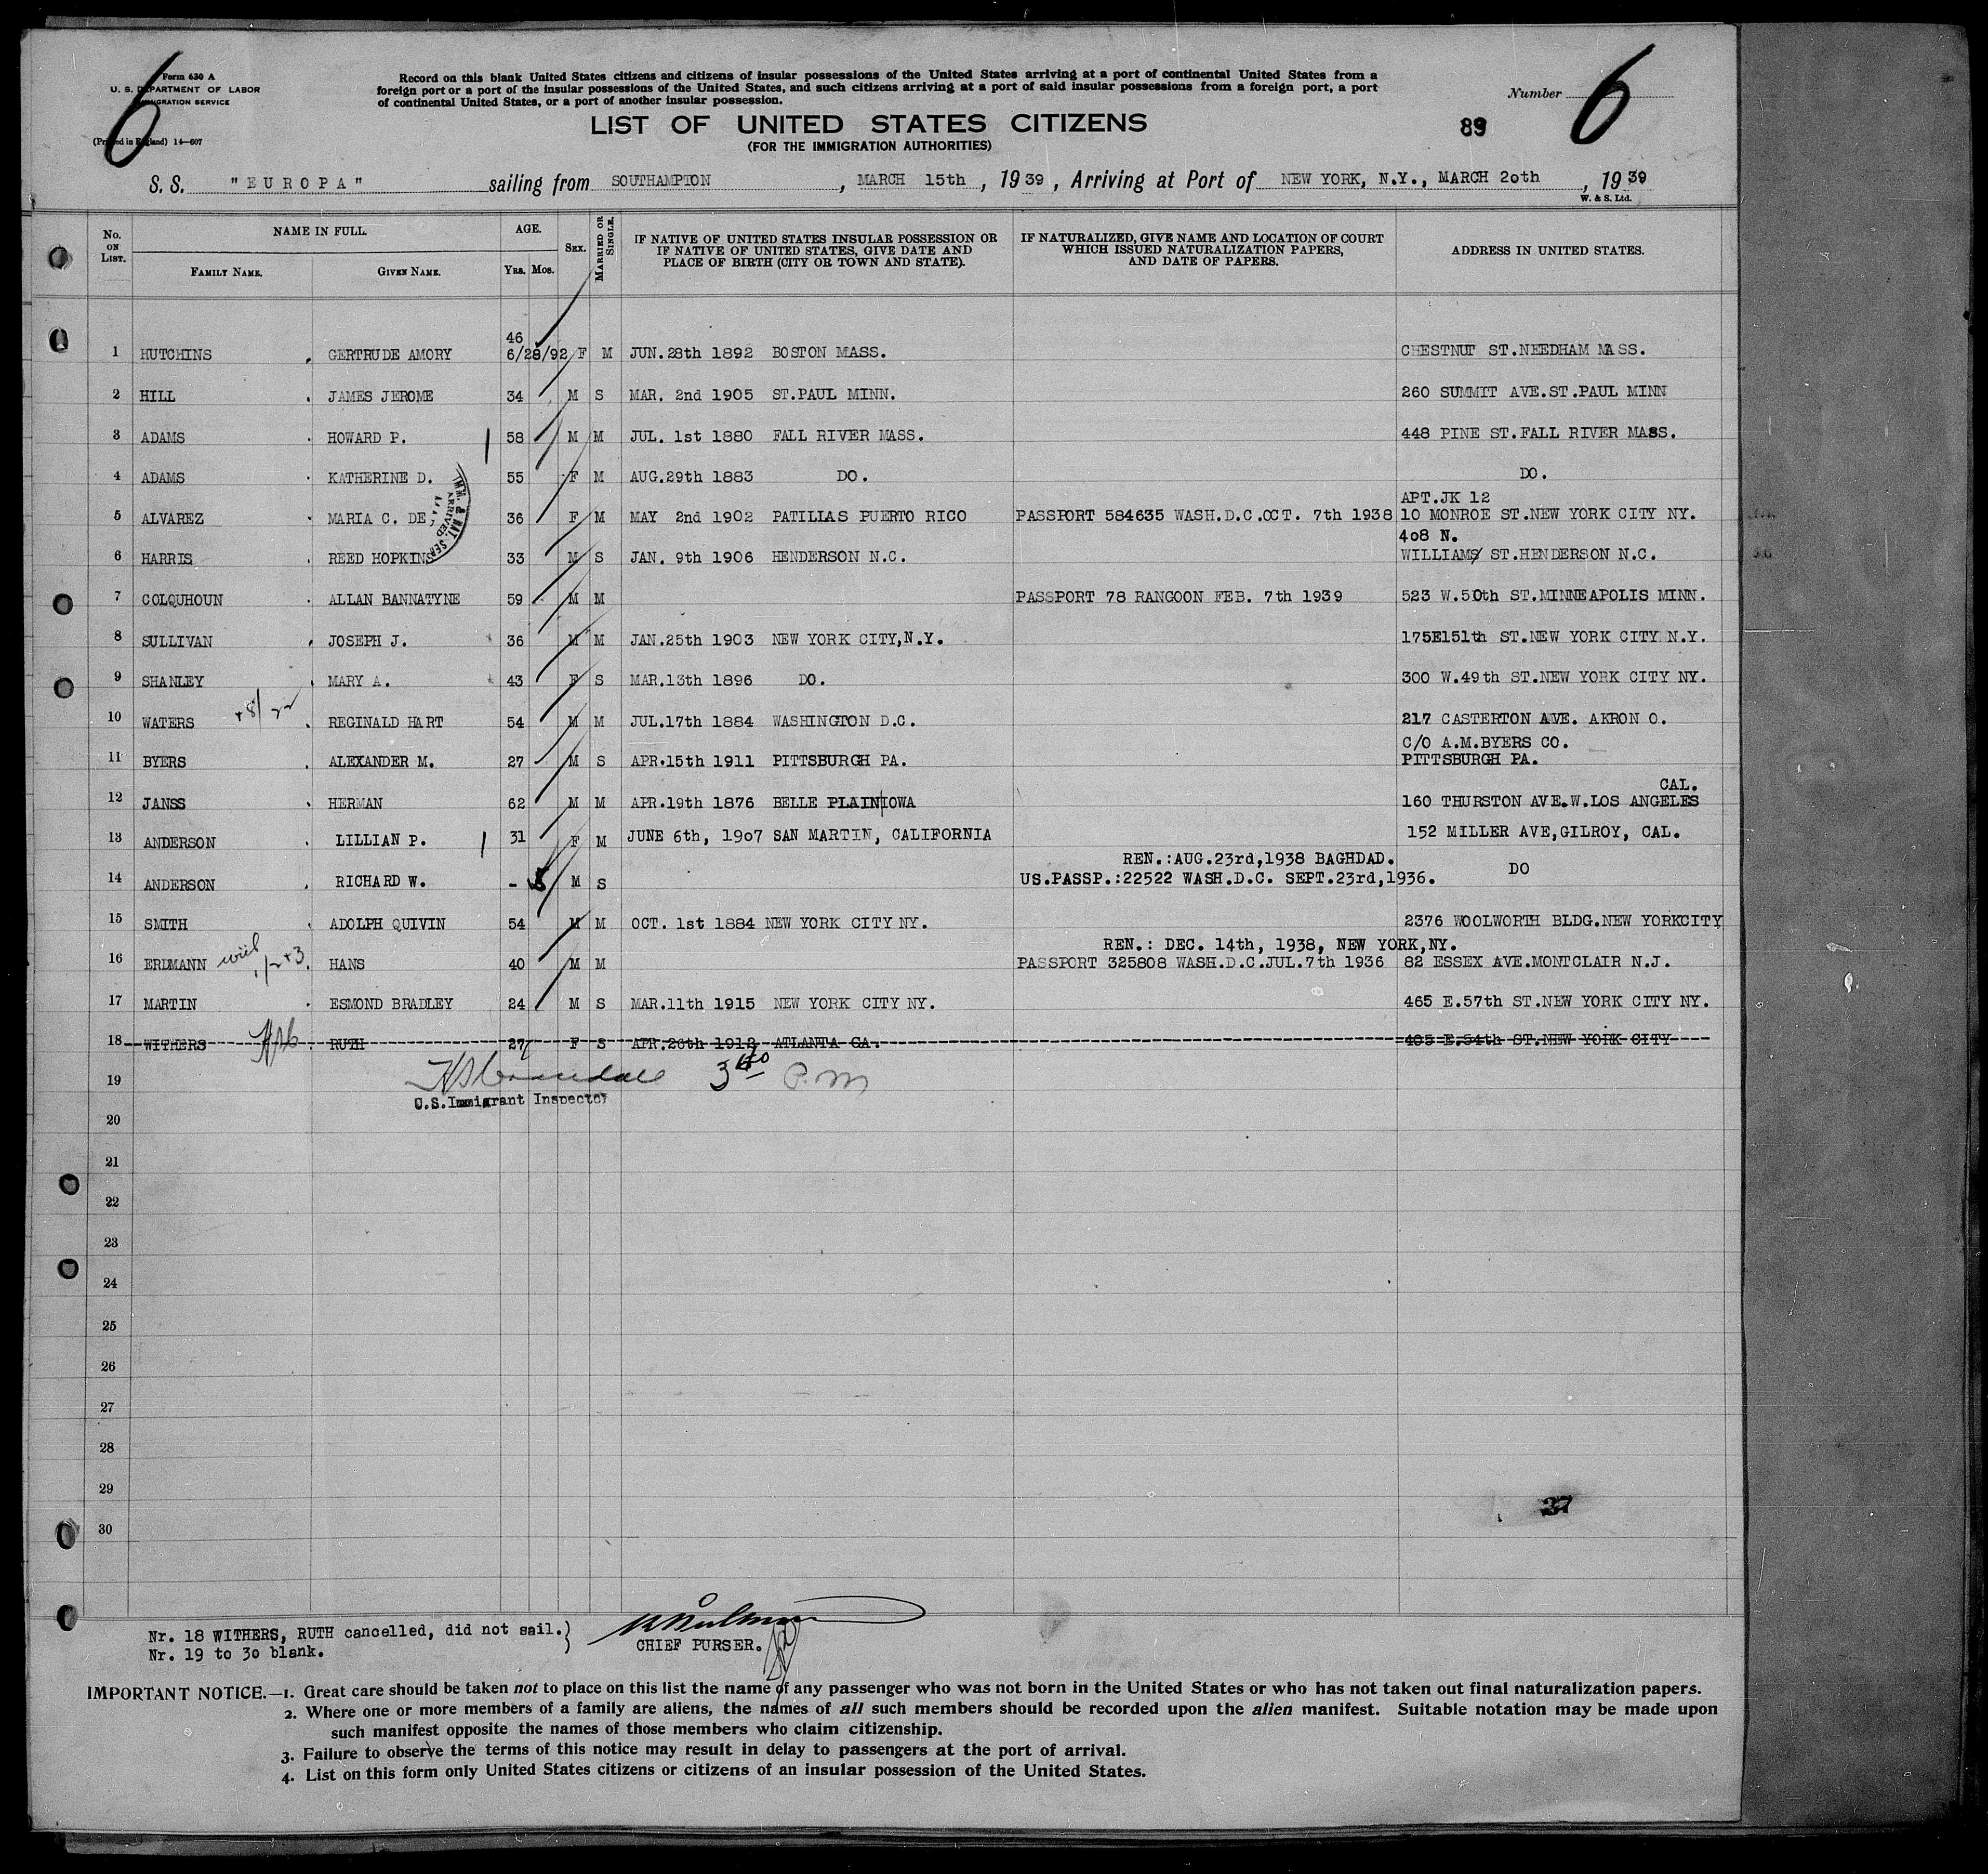 6
Form 630 A
U. S. DEPARTMENT OF LABOR
IMMIGRATION SERVICE
(Printed in England) 14—607
Record on this blank United States citizens and citizens of insular possessions of the United States arriving at a port of continental United States from a
foreign port or a port of the insular possessions of the United States, and such citizens arriving at a port of said insular possessions from a foreign port, a port
of continental United States, or a port of another insular possession.
LIST OF UNITED STATES CITIZENS
(FOR THE IMMIGRATION AUTHORITIES)
Number 6
89
S. S. "EUROPA" sailing from SOUTHAMPTON, MARCH 15th, 1939, Arriving at Port of NEW YORK, N.Y., MARCH 20th, 1939
W. & S. Ltd.
No. ON LIST. NAME IN FULL. FAMILY NAME. GIVEN NAME. AGE. Yrs. Mos. SEX. MARRIED OR SINGLE. IF NATIVE OF UNITED STATES INSULAR POSSESSION OR IF NATIVE OF UNITED STATES, GIVE DATE AND PLACE OF BIRTH (CITY OR TOWN AND STATE). IF NATURALIZED, GIVE NAME AND LOCATION OF COURT WHICH ISSUED NATURALIZATION PAPERS, AND DATE OF PAPERS. ADDRESS IN UNITED STATES.
46
1 HUTCHINS GERTRUDE AMORY 6/28/92 F M JUN.28th 1892 BOSTON MASS. CHESTNUT ST.NEEDHAM MASS.
2 HILL JAMES JEROME 34 M S MAR. 2nd 1905 ST.PAUL MINN. 260 SUMMIT AVE.ST.PAUL MINN
3 ADAMS HOWARD P. 58 M M JUL. 1st 1880 FALL RIVER MASS. 448 PINE ST.FALL RIVER MASS.
4 ADAMS KATHERINE D. 55 F M AUG.29th 1883 DO. DO.
APT.JK 12
5 ALVAREZ MARIA C. DE 36 F M MAY 2nd 1902 PATILLAS PUERTO RICO PASSPORT 584635 WASH.D.C.OCT. 7th 1938 10 MONROE ST.NEW YORK CITY NY.
408 N.
6 HARRIS REED HOPKINS 33 M S JAN. 9th 1906 HENDERSON N.C. WILLIAMS ST.HENDERSON N.C.
7 COLQUHOUN ALLAN BANNATYNE 59 M M PASSPORT 78 RANGOON FEB. 7th 1939 523 W.50th ST.MINNEAPOLIS MINN.
8 SULLIVAN JOSEPH J. 36 M M JAN.25th 1903 NEW YORK CITY,N.Y. 175E151th ST.NEW YORK CITY N.Y.
9 SHANLEY MARY A. 43 F S MAR.13th 1896 DO. 300 W.49th ST.NEW YORK CITY NY.
10 WATERS REGINALD HART 54 M M JUL.17th 1884 WASHINGTON D.C. 217 CASTERTON AVE. AKRON O.
C/O A.M.BYERS CO.
11 BYERS ALEXANDER M. 27 M S APR.15th 1911 PITTSBURGH PA. PITTSBURGH PA.
CAL.
12 JANSS HERMAN 62 M M APR.19th 1876 BELLE PLAIN IOWA 160 THURSTON AVE.W.LOS ANGELES
13 ANDERSON LILLIAN P. 31 F M JUNE 6th, 1907 SAN MARTIN, CALIFORNIA 152 MILLER AVE,GILROY, CAL.
REN.:AUG.23rd,1938 BAGHDAD.
14 ANDERSON RICHARD W. - 8 M S US.PASSP.:22522 WASH.D.C. SEPT.23rd,1936. DO
15 SMITH ADOLPH QUIVIN 54 M M OCT. 1st 1884 NEW YORK CITY NY. 2376 WOOLWORTH BLDG.NEW YORKCITY
REN.: DEC. 14th, 1938, NEW YORK,NY.
16 ERDMANN HANS 40 M M PASSPORT 325808 WASH.D.C.JUL.7th 1936 82 ESSEX AVE.MONTCLAIR N.J.
17 MARTIN ESMOND BRADLEY 24 M S MAR.11th 1915 NEW YORK CITY NY. 465 E.57th ST.NEW YORK CITY NY.
18 WITHERS RUTH 27 F S APR.26th 1912 ATLANTA GA. 405 E.54th ST.NEW YORK CITY
19
U.S.Immigrant Inspector
20
21
22
23
24
25
26
27
28
29
37
30
Nr. 18 WITHERS, RUTH cancelled, did not sail.)
Nr. 19 to 30 blank.
CHIEF PURSER.
IMPORTANT NOTICE.—1. Great care should be taken not to place on this list the name of any passenger who was not born in the United States or who has not taken out final naturalization papers.
2. Where one or more members of a family are aliens, the names of all such members should be recorded upon the alien manifest. Suitable notation may be made upon
such manifest opposite the names of those members who claim citizenship.
3. Failure to observe the terms of this notice may result in delay to passengers at the port of arrival.
4. List on this form only United States citizens or citizens of an insular possession of the United States.